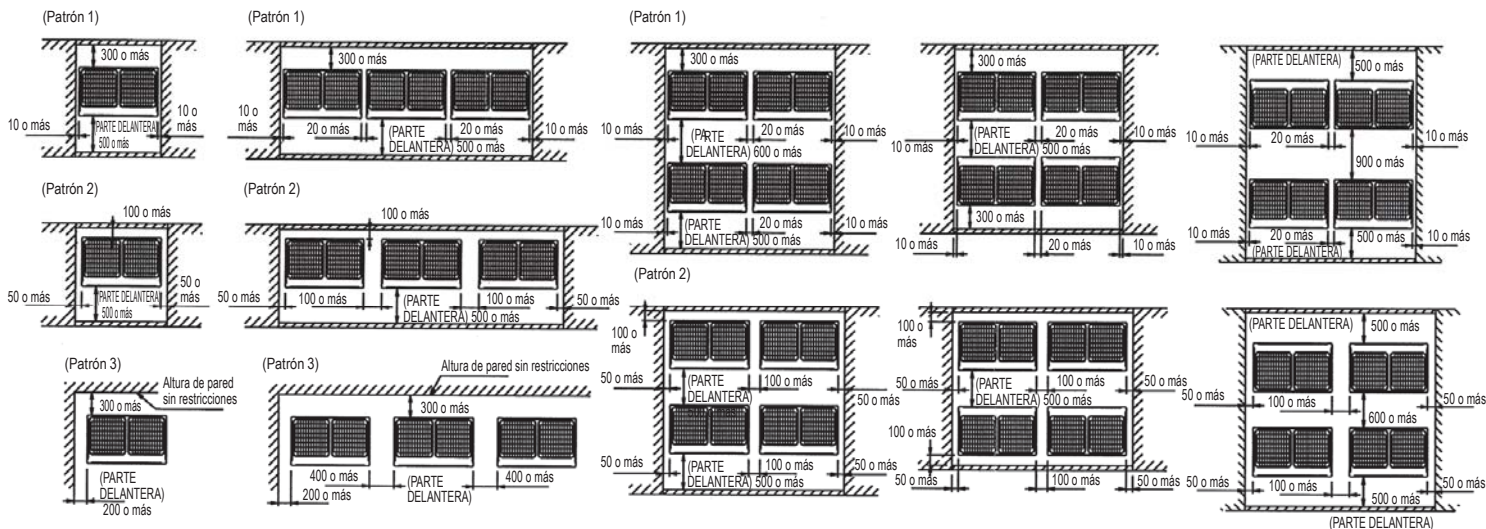 (Patrón 1)
300 o más
10 o más
10 o más
(PARTE DELANTERA)
500 o más
(Patrón 1)
300 o más
10 o más
20 o más
(PARTE DELANTERA) 500 o más
20 o más
10 o más
(Patrón 1)
300 o más
10 o más
(PARTE DELANTERA) 600 o más
20 o más
10 o más
10 o más
(PARTE DELANTERA) 500 o más
20 o más
10 o más
300 o más
10 o más
(PARTE DELANTERA) 500 o más
20 o más
10 o más
300 o más
10 o más
20 o más
10 o más
(PARTE DELANTERA)
500 o más
10 o más
20 o más
10 o más
900 o más
10 o más
20 o más
500 o más
10 o más
(PARTE DELANTERA)
(Patrón 2)
100 o más
50 o más
50 o más
(PARTE DELANTERA)
500 o más
(Patrón 2)
100 o más
50 o más
100 o más
(PARTE DELANTERA) 500 o más
100 o más
50 o más
(Patrón 2)
100 o más
50 o más
(PARTE DELANTERA)
100 o más
50 o más
50 o más
(PARTE DELANTERA) 500 o más
100 o más
50 o más
100 o más
50 o más
(PARTE DELANTERA) 500 o más
100 o más
50 o más
100 o más
50 o más
100 o más
50 o más
(PARTE DELANTERA)
500 o más
50 o más
100 o más
50 o más
600 o más
50 o más
100 o más
500 o más
50 o más
(PARTE DELANTERA)
(Patrón 3)
Altura de pared
sin restricciones
300 o más
(PARTE
DELANTERA)
200 o más
(Patrón 3)
Altura de pared sin restricciones
300 o más
400 o más
(PARTE
DELANTERA)
400 o más
200 o más